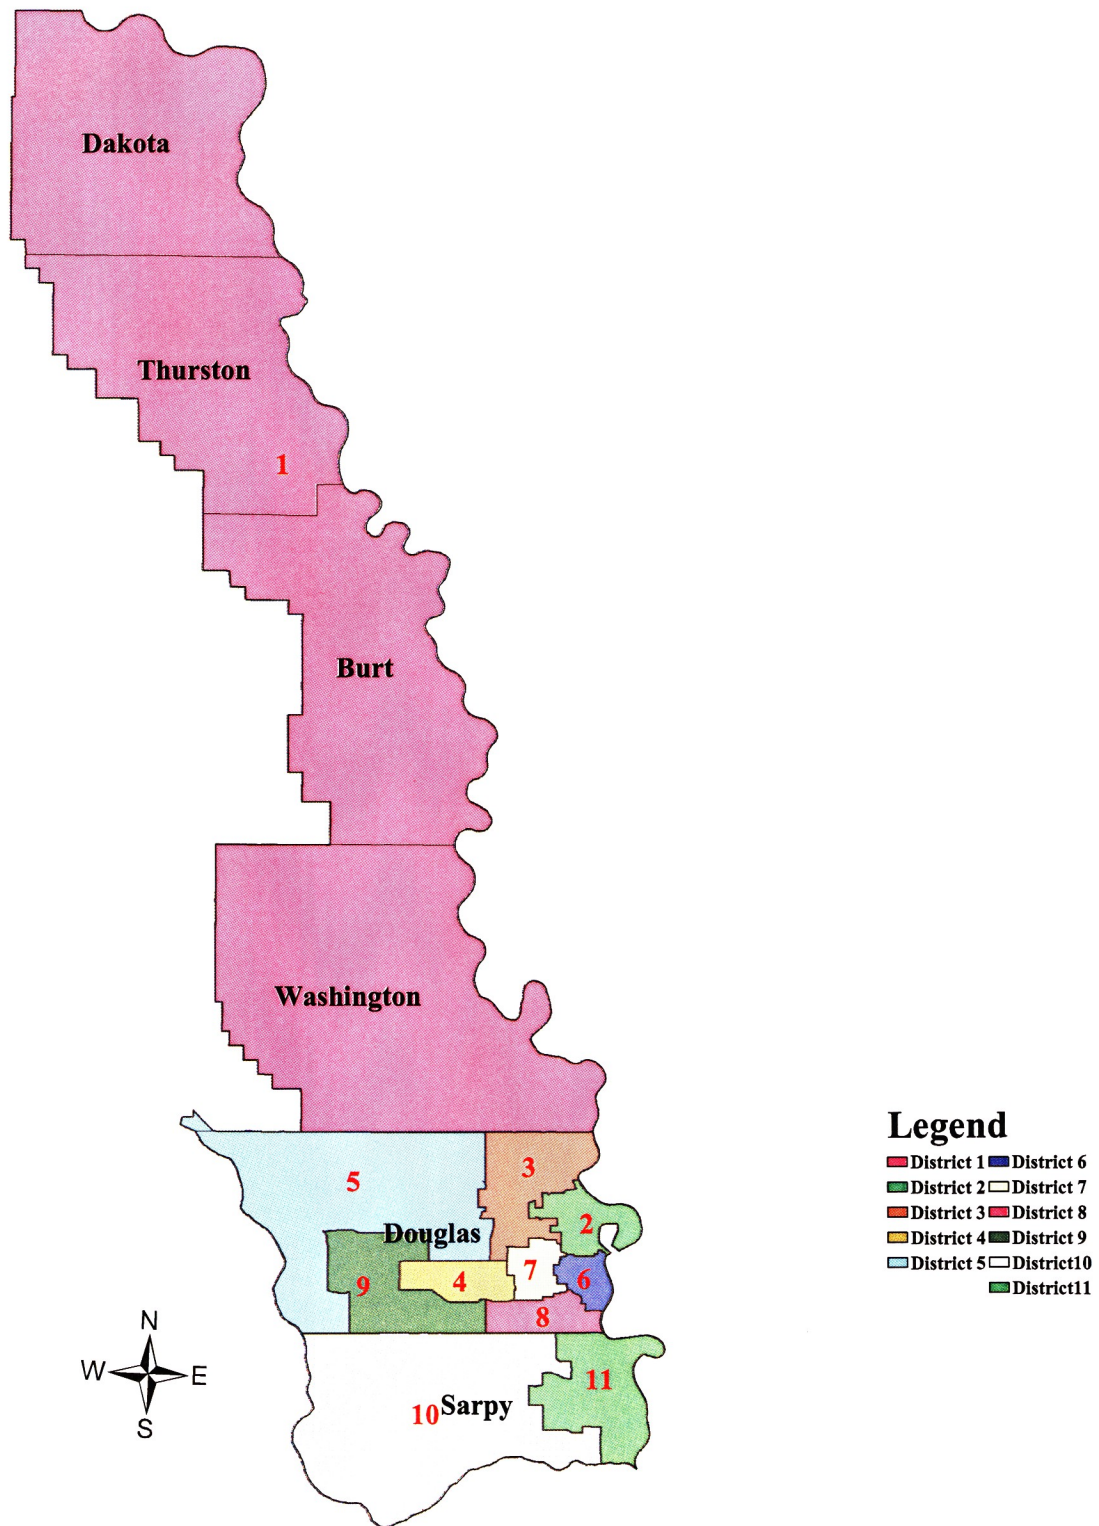 Dakota
Thurston
1
Burt
Washington
Legend
District 1 District 6
District 2 District 7
District 3 District 8
District 4 District 9
District 5 District10
District11
3
5
2
Douglas
7
6
4
9
8
N
W E
S
11
10 Sarpy